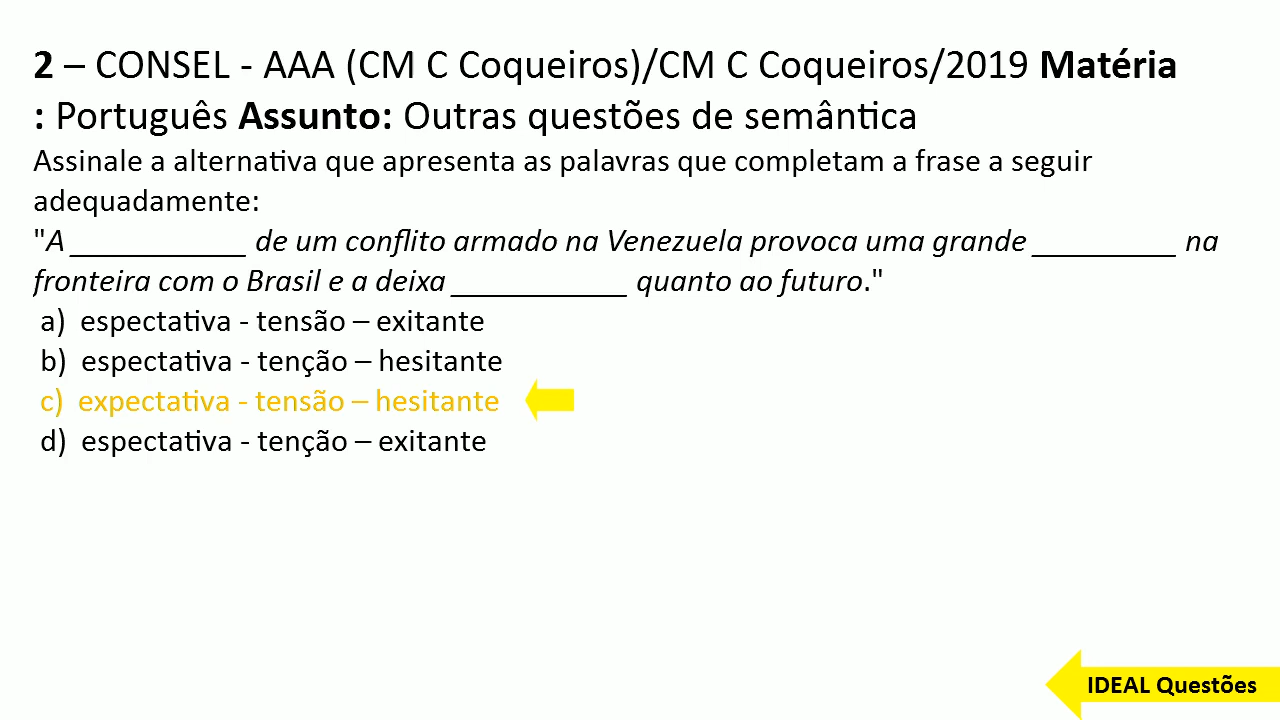 2 – CONSEL - AAA (CM C Coqueiros)/CM C Coqueiros/2019 Matéria
: Português Assunto: Outras questões de semântica
Assinale a alternativa que apresenta as palavras que completam a frase a seguir
adequadamente:
"A ___________ de um conflito armado na Venezuela provoca uma grande _________ na
fronteira com o Brasil e a deixa ___________ quanto ao futuro."
a) espectativa - tensão – exitante
b) espectativa - tenção – hesitante
c) expectativa - tensão – hesitante
d) espectativa - tenção – exitante
IDEAL Questões